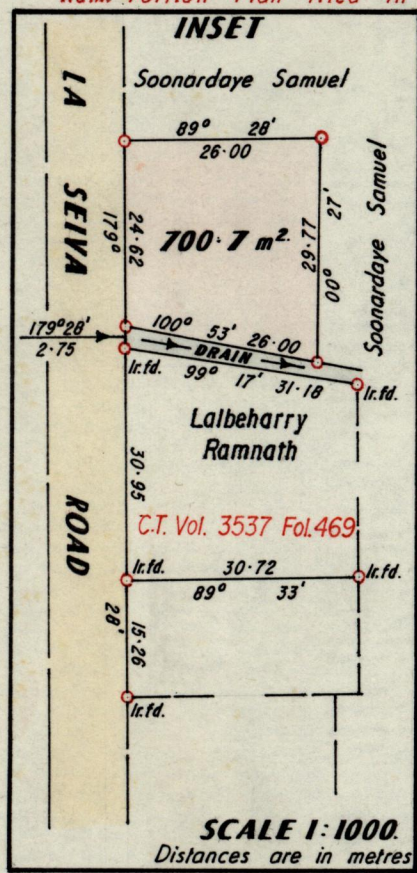 INSET
LA SEIVA ROAD
Soonardaye Samuel
89° 28'
26·00
24·62
179°
700·7 m².
29·77
00° 27'
Soonardaye Samuel
179°28'
2·75
100° 53' 26·00
DRAIN
99° 17' 31·18
Ir.fd.
Ir.fd.
Lalbeharry
Ramnath
30·95
C.T. Vol. 3537 Fol.469
Ir.fd.
30·72
Ir.fd.
89° 33'
15·26
28'
Ir.fd.
SCALE 1:1000.
Distances are in metres